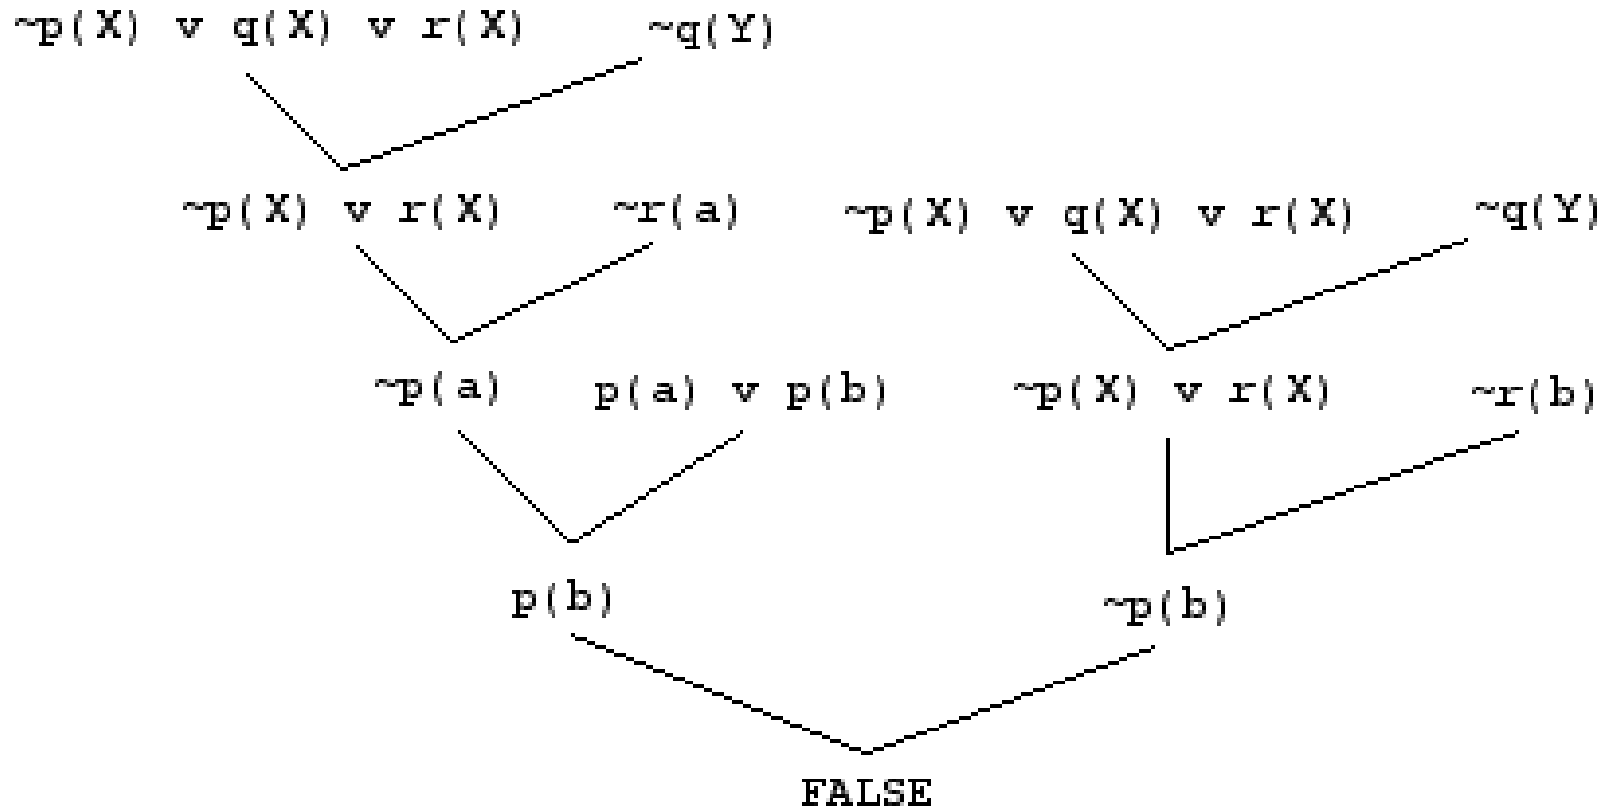 ~p(X) v q(X) v r(X) ~q(Y)
~p(X) v r(X) ~r(a) ~p(X) v q(X) v r(X) ~q(Y)
~p(a) p(a) v p(b) ~p(X) v r(X) ~r(b)
p(b) ~p(b)
FALSE